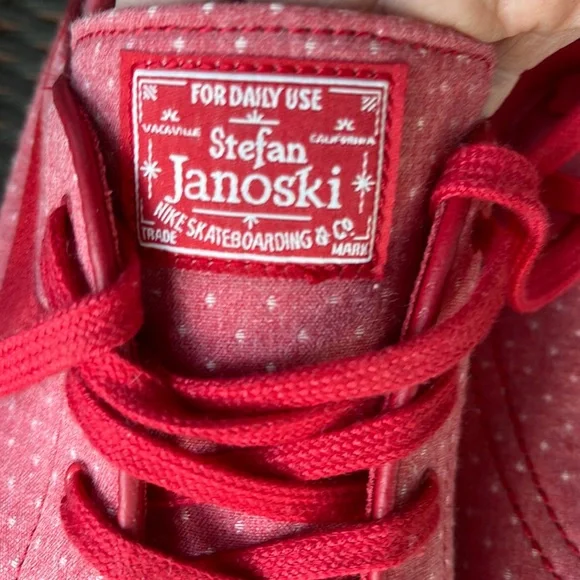 FOR DAILY USE
VACAVILLE CALIFORNIA
Stefan
Janoski
NIKE SKATEBOARDING & Co.
TRADE MARK